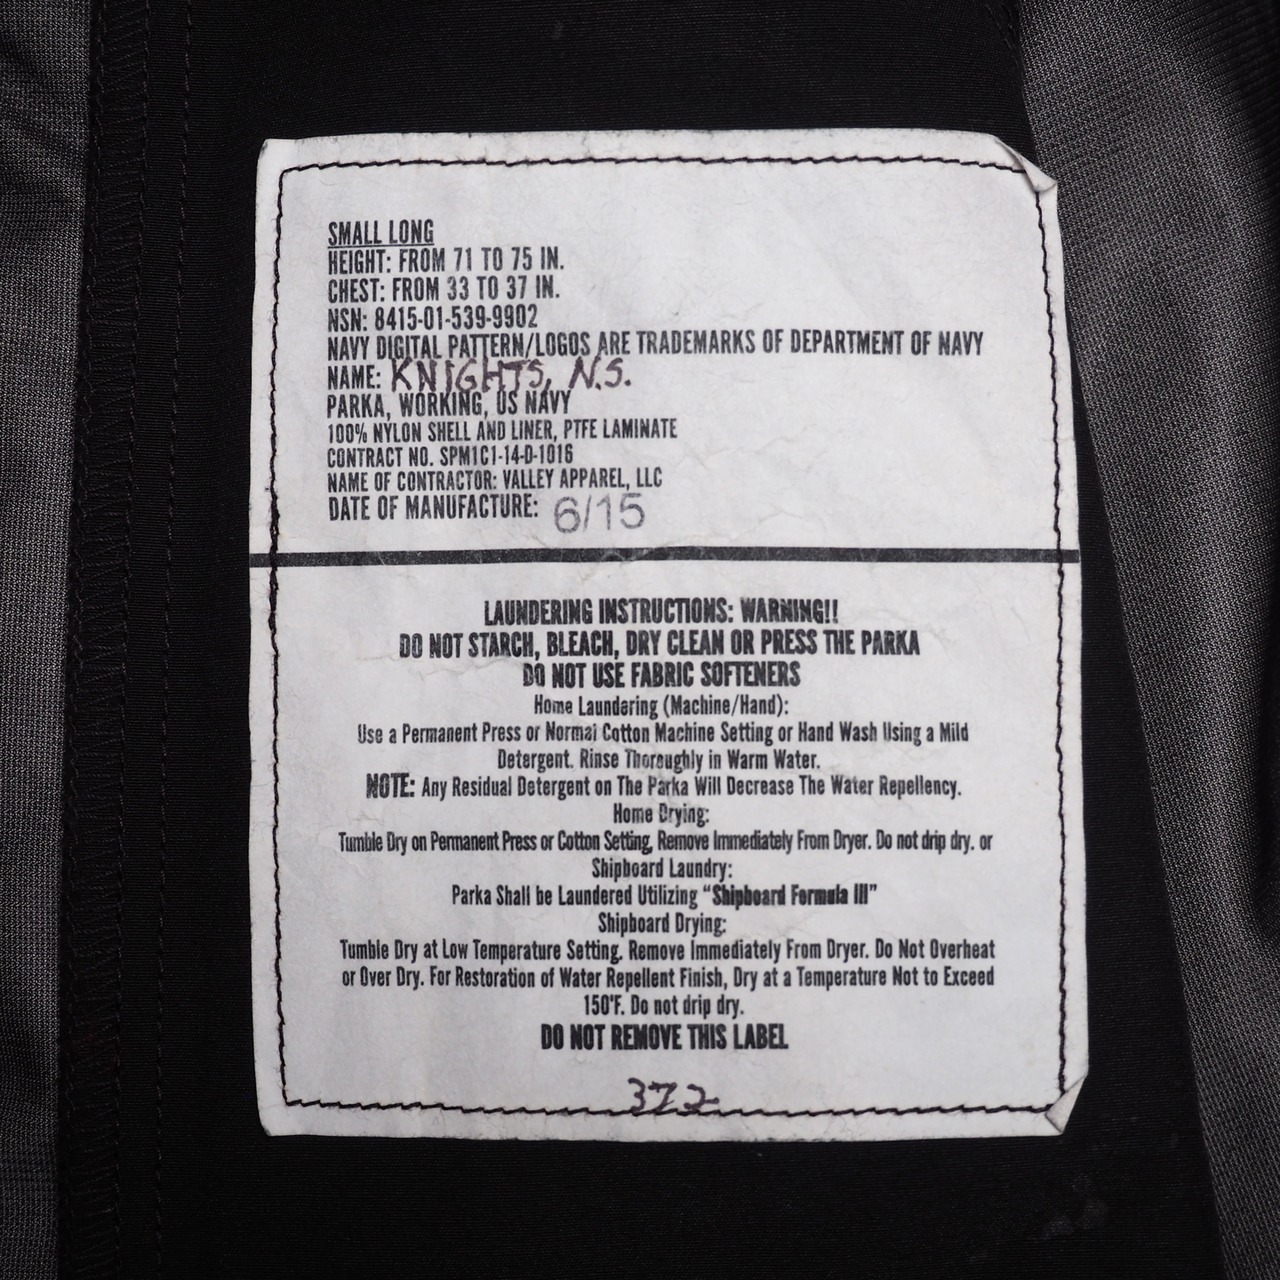 SMALL LONG
HEIGHT: FROM 71 TO 75 IN.
CHEST: FROM 33 TO 37 IN.
NSN: 8415-01-539-9902
NAVY DIGITAL PATTERN/LOGOS ARE TRADEMARKS OF DEPARTMENT OF NAVY
NAME: KNIGHTS, N.S.
PARKA, WORKING, US NAVY
100% NYLON SHELL AND LINER, PTFE LAMINATE
CONTRACT NO. SPM1C1-14-D-1016
NAME OF CONTRACTOR: VALLEY APPAREL, LLC
DATE OF MANUFACTURE: 6/15
LAUNDERING INSTRUCTIONS: WARNING!!
DO NOT STARCH, BLEACH, DRY CLEAN OR PRESS THE PARKA
DO NOT USE FABRIC SOFTENERS
Home Laundering (Machine/Hand):
Use a Permanent Press or Normal Cotton Machine Setting or Hand Wash Using a Mild
Detergent. Rinse Thoroughly in Warm Water.
NOTE: Any Residual Detergent on The Parka Will Decrease The Water Repellency.
Home Drying:
Tumble Dry on Permanent Press or Cotton Setting, Remove Immediately From Dryer. Do not drip dry. or
Shipboard Laundry:
Parka Shall be Laundered Utilizing “Shipboard Formula III”
Shipboard Drying:
Tumble Dry at Low Temperature Setting. Remove Immediately From Dryer. Do Not Overheat
or Over Dry. For Restoration of Water Repellent Finish, Dry at a Temperature Not to Exceed
150°F. Do not drip dry.
DO NOT REMOVE THIS LABEL
372